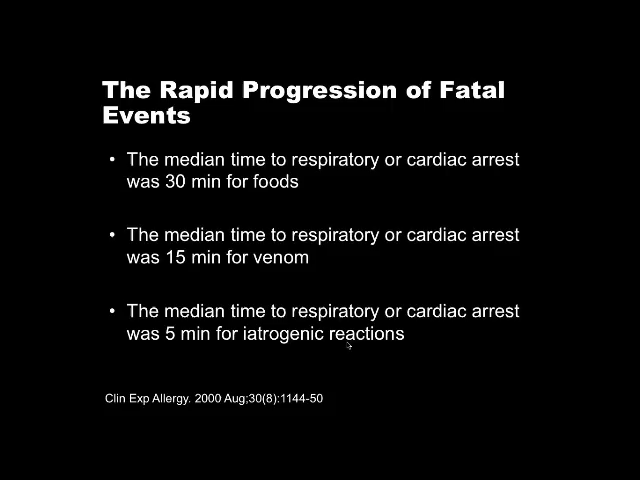 The Rapid Progression of Fatal
Events
• The median time to respiratory or cardiac arrest
was 30 min for foods
• The median time to respiratory or cardiac arrest
was 15 min for venom
• The median time to respiratory or cardiac arrest
was 5 min for iatrogenic reactions
Clin Exp Allergy. 2000 Aug;30(8):1144-50